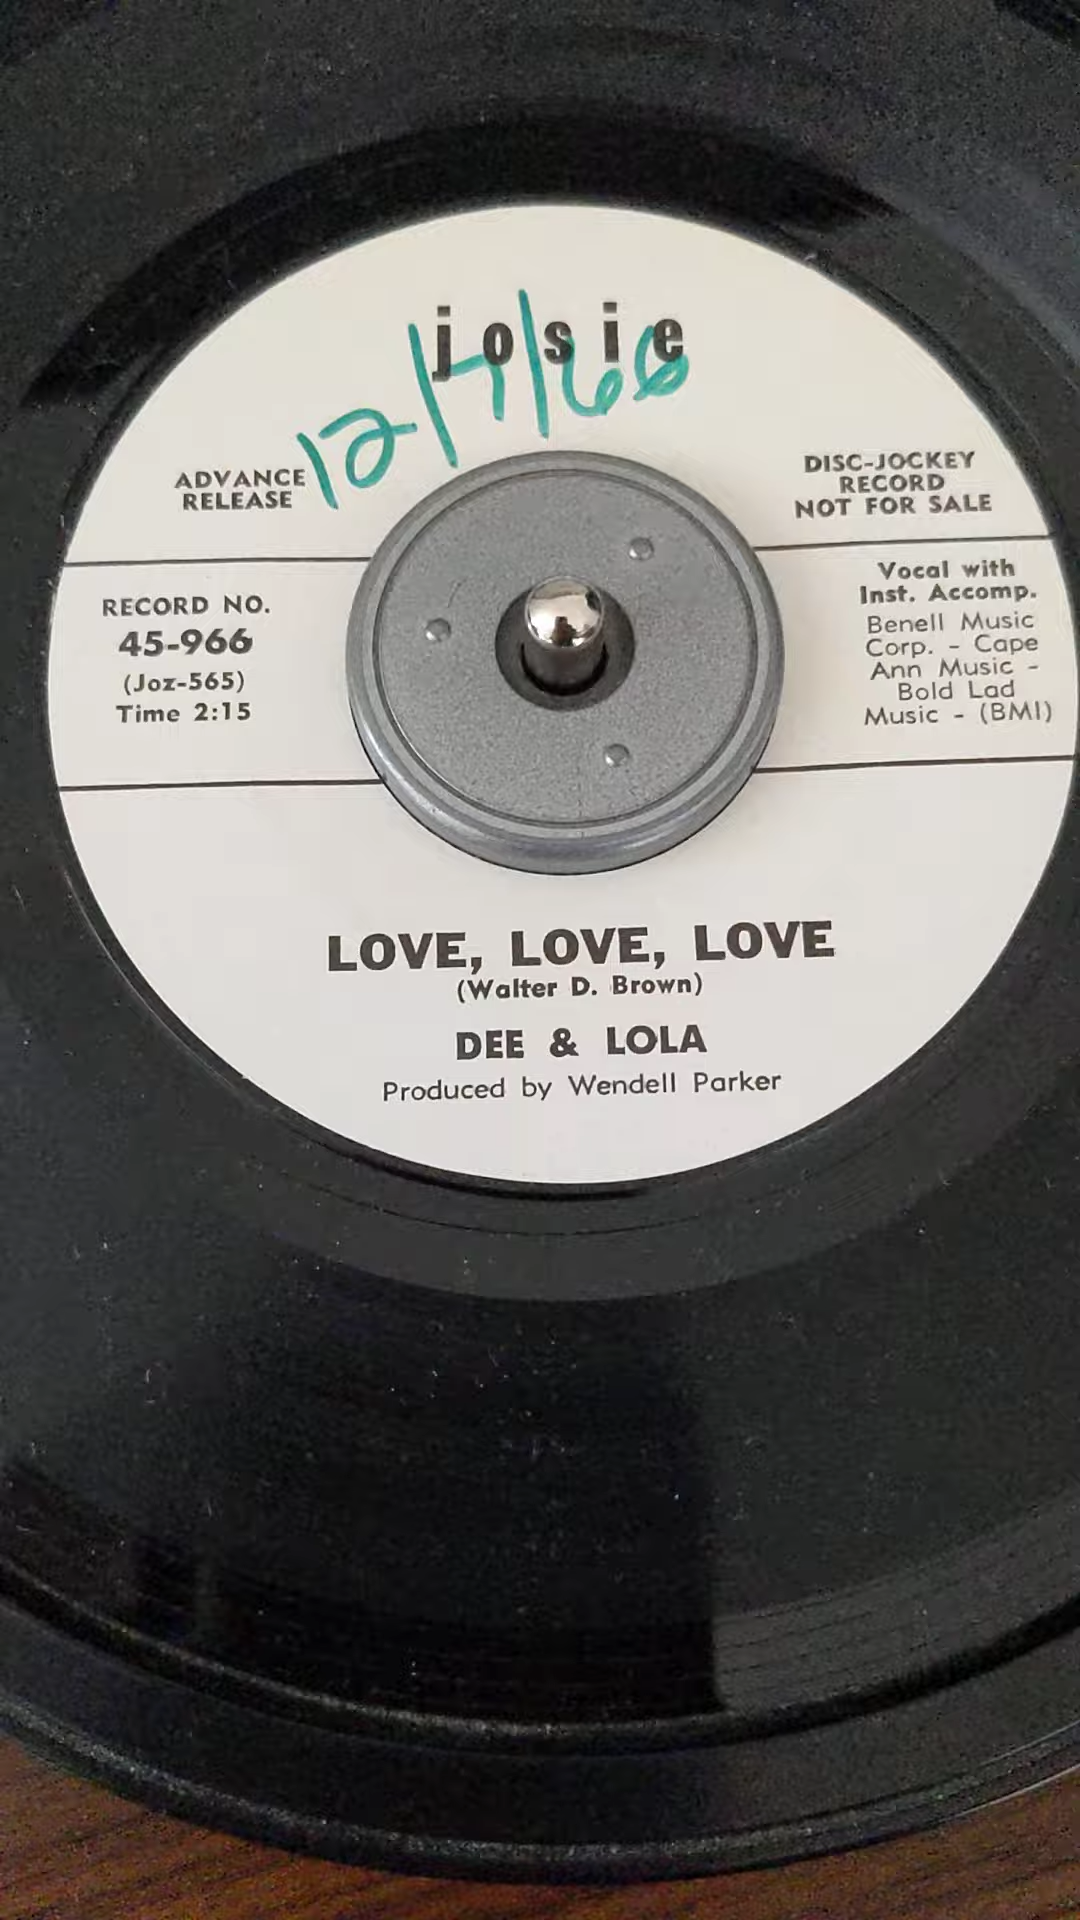 josie
12/7/66
ADVANCE
RELEASE
DISC-JOCKEY
RECORD
NOT FOR SALE
RECORD NO.
45-966
(Joz-565)
Time 2:15
Vocal with
Inst. Accomp.
Benell Music
Corp. - Cape
Ann Music -
Bold Lad
Music - (BMI)
LOVE, LOVE, LOVE
(Walter D. Brown)
DEE & LOLA
Produced by Wendell Parker